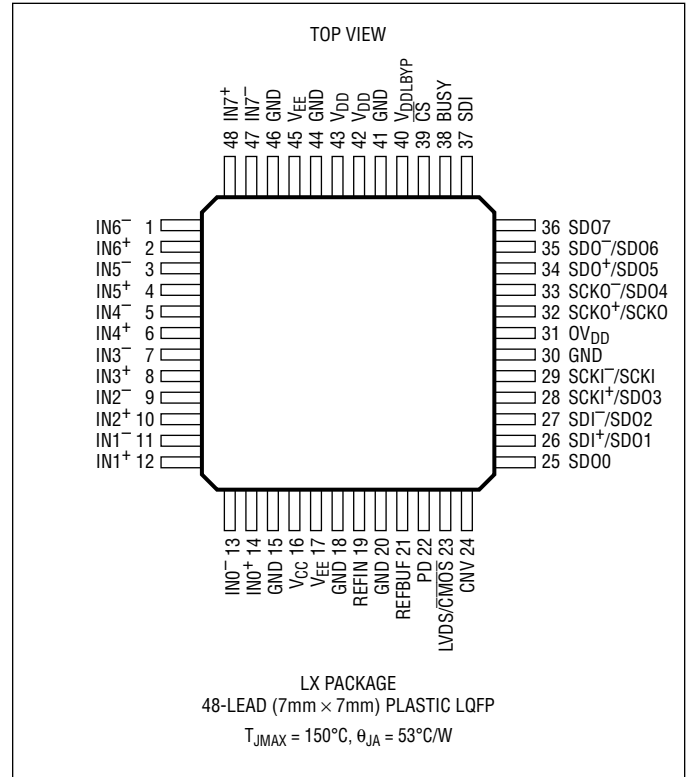 TOP VIEW
48 IN7⁺
47 IN7⁻
46 GND
45 VEE
44 GND
43 VDD
42 VDD
41 GND
40 VDDLBYP
39 C̅S̅
38 BUSY
37 SDI
IN6⁻ 1
IN6⁺ 2
IN5⁻ 3
IN5⁺ 4
IN4⁻ 5
IN4⁺ 6
IN3⁻ 7
IN3⁺ 8
IN2⁻ 9
IN2⁺ 10
IN1⁻ 11
IN1⁺ 12
36 SDO7
35 SDO⁻/SDO6
34 SDO⁺/SDO5
33 SCKO⁻/SDO4
32 SCKO⁺/SCKO
31 OVDD
30 GND
29 SCKI⁻/SCKI
28 SCKI⁺/SDO3
27 SDI⁻/SDO2
26 SDI⁺/SDO1
25 SDO0
IN0⁻ 13
IN0⁺ 14
GND 15
VCC 16
VEE 17
GND 18
REFIN 19
GND 20
REFBUF 21
PD 22
LVDS/C̅M̅O̅S̅ 23
CNV 24
LX PACKAGE
48-LEAD (7mm × 7mm) PLASTIC LQFP
TJMAX = 150°C, θJA = 53°C/W